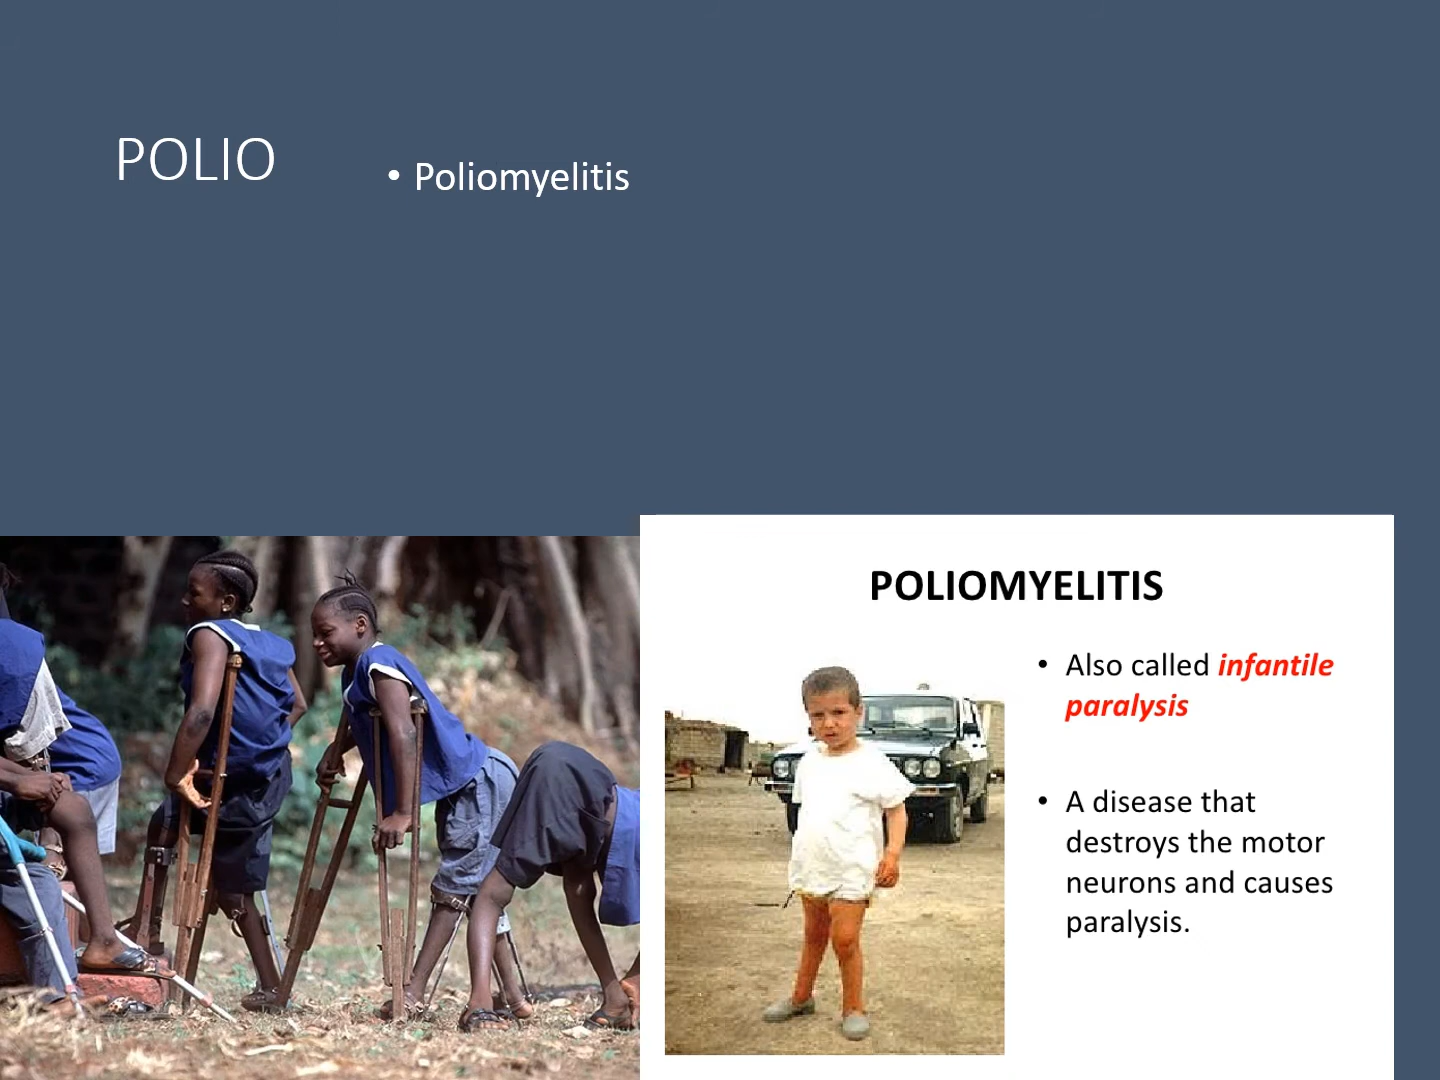 POLIO
• Poliomyelitis
POLIOMYELITIS
• Also called infantile
paralysis
• A disease that
destroys the motor
neurons and causes
paralysis.